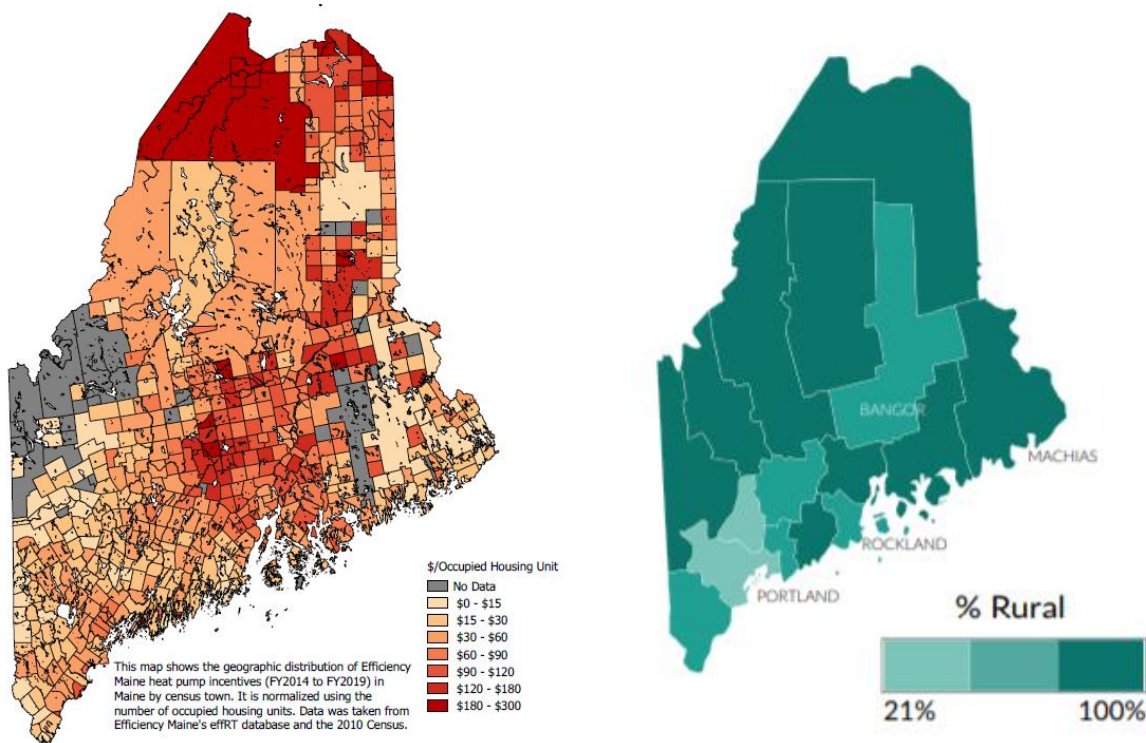 $/Occupied Housing Unit
No Data
$0 - $15
$15 - $30
$30 - $60
$60 - $90
$90 - $120
$120 - $180
$180 - $300
This map shows the geographic distribution of Efficiency
Maine heat pump incentives (FY2014 to FY2019) in
Maine by census town. It is normalized using the
number of occupied housing units. Data was taken from
Efficiency Maine's effRT database and the 2010 Census.
BANGOR
MACHIAS
ROCKLAND
PORTLAND
% Rural
21%
100%